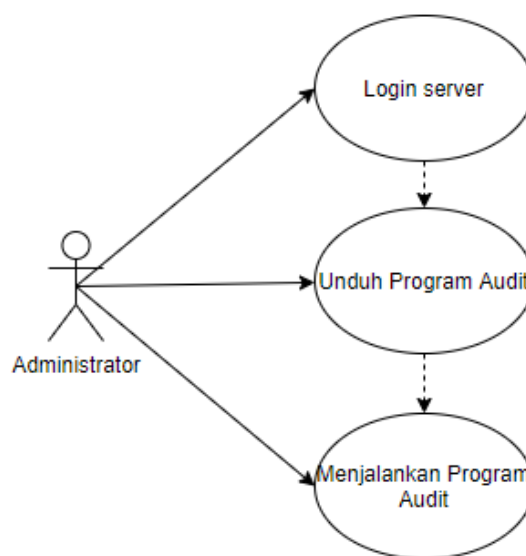 Login server
Unduh Program Audit
Administrator
Menjalankan Program
Audit